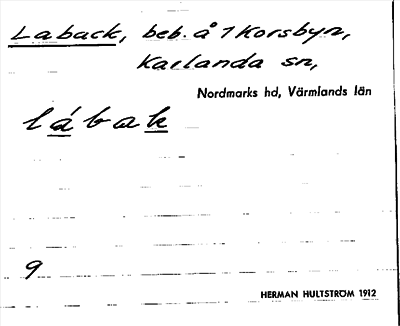 Laback, beb. å 1 Korsbyn,
Karlanda sn,
Nordmarks hd, Värmlands län
lábak
9
HERMAN HULTSTRÖM 1912